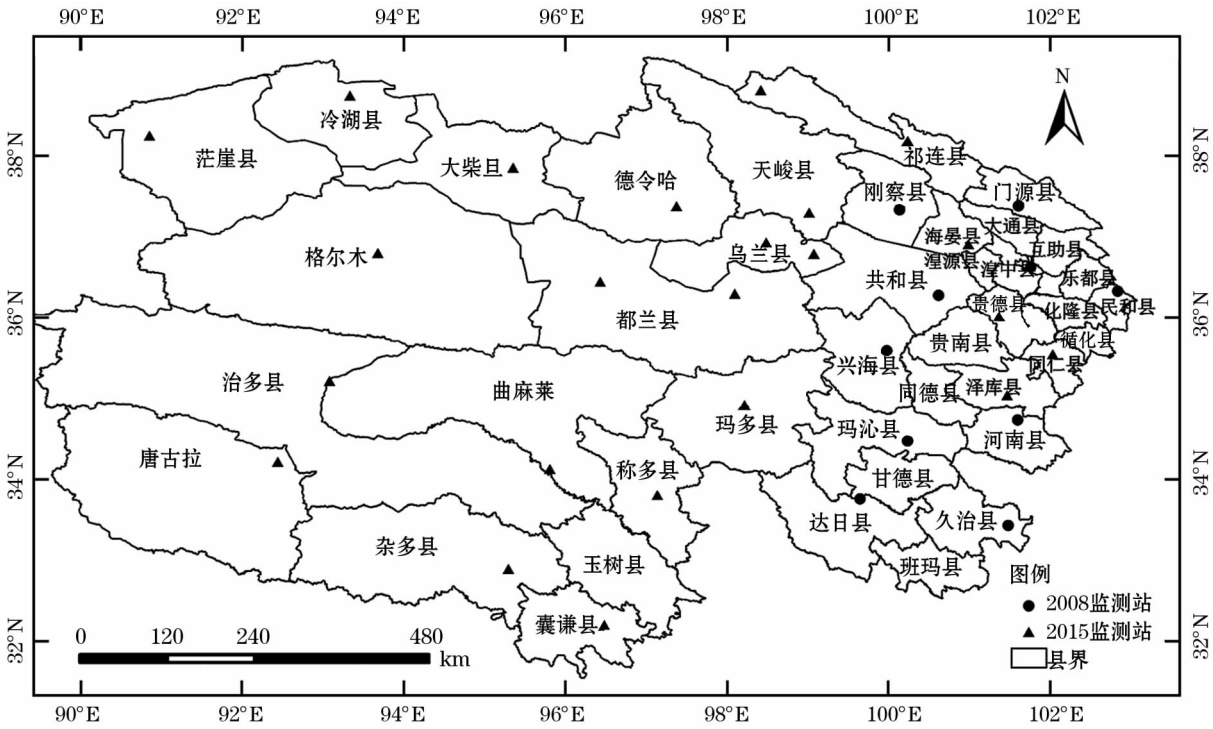 90°E 92°E 94°E 96°E 98°E 100°E 102°E
N
38°N
38°N
冷湖县
茫崖县
大柴旦
德令哈
天峻县
祁连县
刚察县
门源县
大通县
海晏县
互助县
格尔木
乌兰县
湟源县
湟中县
共和县
乐都县
36°N
36°N
都兰县
贵德县
化隆县
民和县
贵南县
循化县
兴海县
同仁县
治多县
曲麻莱
同德县
泽库县
玛多县
玛沁县
河南县
34°N
34°N
唐古拉
称多县
甘德县
达日县
久治县
杂多县
玉树县
班玛县
囊谦县
32°N
32°N
图例
2008监测站
2015监测站
县界
0 120 240 480
km
90°E 92°E 94°E 96°E 98°E 100°E 102°E